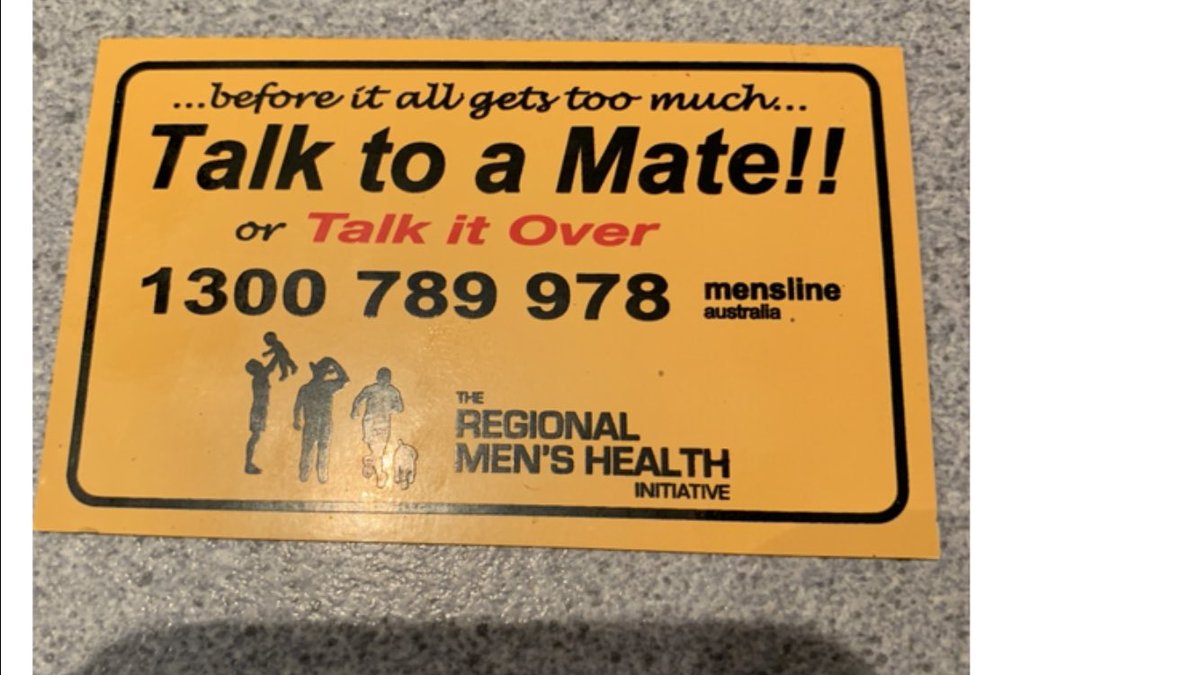 ...before it all gets too much...
Talk to a Mate!!
or Talk it Over
1300 789 978 mensline
australia
THE
REGIONAL
MEN'S HEALTH
INITIATIVE